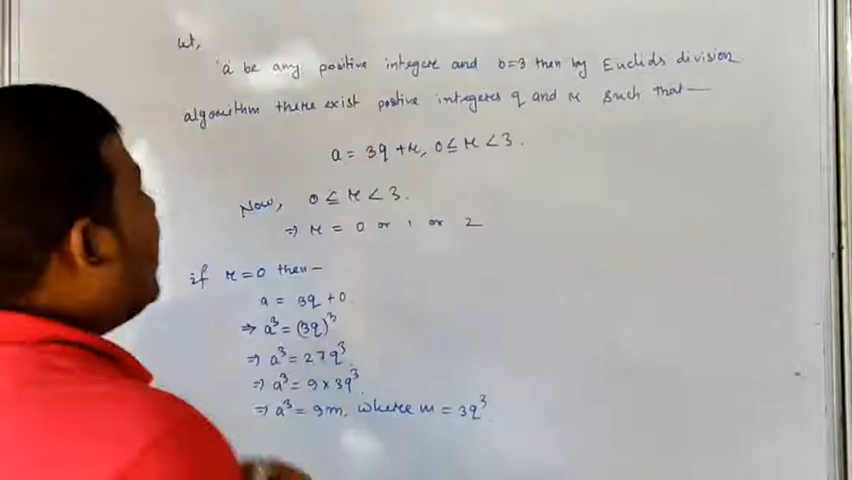 Let,
'a be any positive integers and b=3 then by Euclids division
algorithm there exist positive integers q and r such that—
a = 3q + r, 0 ≤ r < 3.
Now, 0 ≤ r < 3.
⇒ r = 0 or 1 or 2
if r=0 then—
a = 3q + 0
⇒ a³ = (3q)³
⇒ a³ = 27q³
⇒ a³ = 9 × 3q³
⇒ a³ = 9m, where m = 3q³